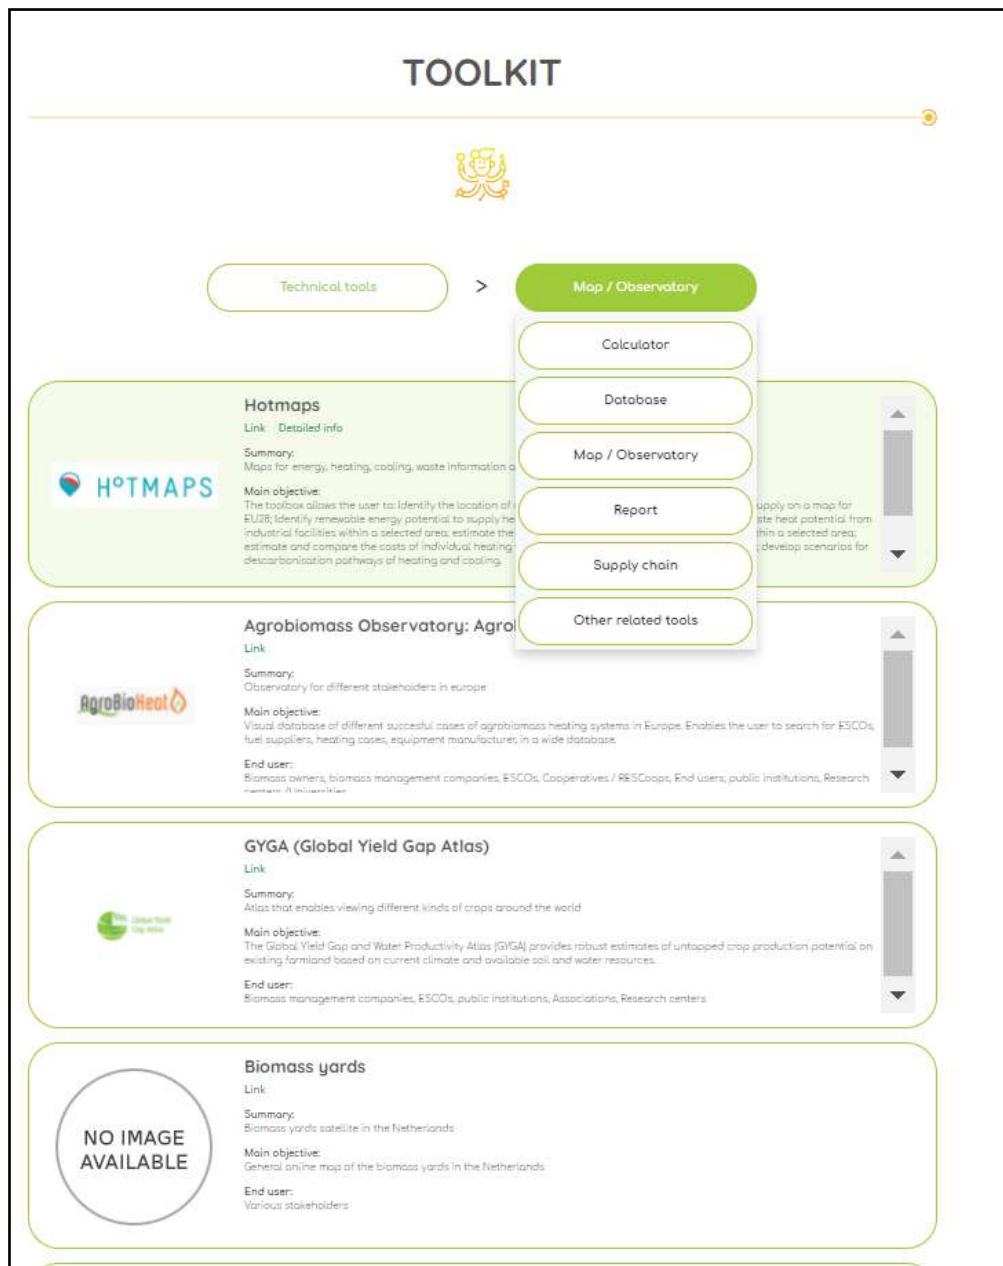 TOOLKIT
Technical tools
>
Map / Observatory
Calculator
Database
Map / Observatory
Report
Supply chain
Other related tools
HOTMAPS
Hotmaps
Link Detailed info
Summary:
Maps for energy, heating, cooling, waste information
Main objective:
The toolbox allows the user to: Identify the location of upply on a map for
EU28; Identify renewable energy potential to supply he ste heat potential from
industrial facilities within a selected area; estimate the hin a selected area;
estimate and compare the costs of individual heating ; develop scenarios for
descarbonisation pathways of heating and cooling.
AgroBioHeat
Agrobiomass Observatory: Agro
Link
Summary:
Observatory for different stakeholders in europe
Main objective:
Visual database of different succesful cases of agrobiomass heating systems in Europe. Enables the user to search for ESCOs,
fuel suppliers, heating cases, equipment manufacturer, in a wide database.
End user:
Biomass owners, biomass management companies, ESCOs, Cooperatives / RESCoops, End users, public institutions, Research
centers /Universities
Global Yield
Gap Atlas
GYGA (Global Yield Gap Atlas)
Link
Summary:
Atlas that enables viewing different kinds of crops around the world
Main objective:
The Global Yield Gap and Water Productivity Atlas (GYGA) provides robust estimates of untapped crop production potential on
existing farmland based on current climate and available soil and water resources.
End user:
Biomass management companies, ESCOs, public institutions, Associations, Research centers
NO IMAGE
AVAILABLE
Biomass yards
Link
Summary:
Biomass yards satellite in the Netherlands
Main objective:
General online map of the biomass yards in the Netherlands
End user:
Various stakeholders